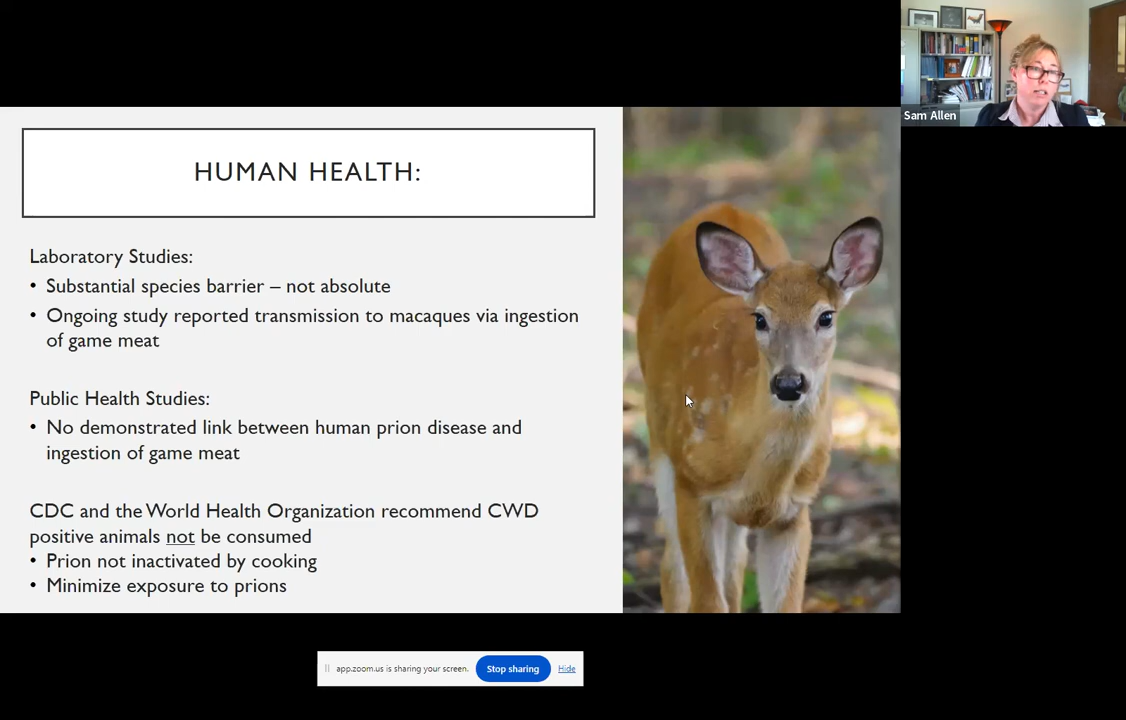 Sam Allen
HUMAN HEALTH:
Laboratory Studies:
• Substantial species barrier – not absolute
• Ongoing study reported transmission to macaques via ingestion
of game meat
Public Health Studies:
• No demonstrated link between human prion disease and
ingestion of game meat
CDC and the World Health Organization recommend CWD
positive animals not be consumed
• Prion not inactivated by cooking
• Minimize exposure to prions
app.zoom.us is sharing your screen. Stop sharing Hide